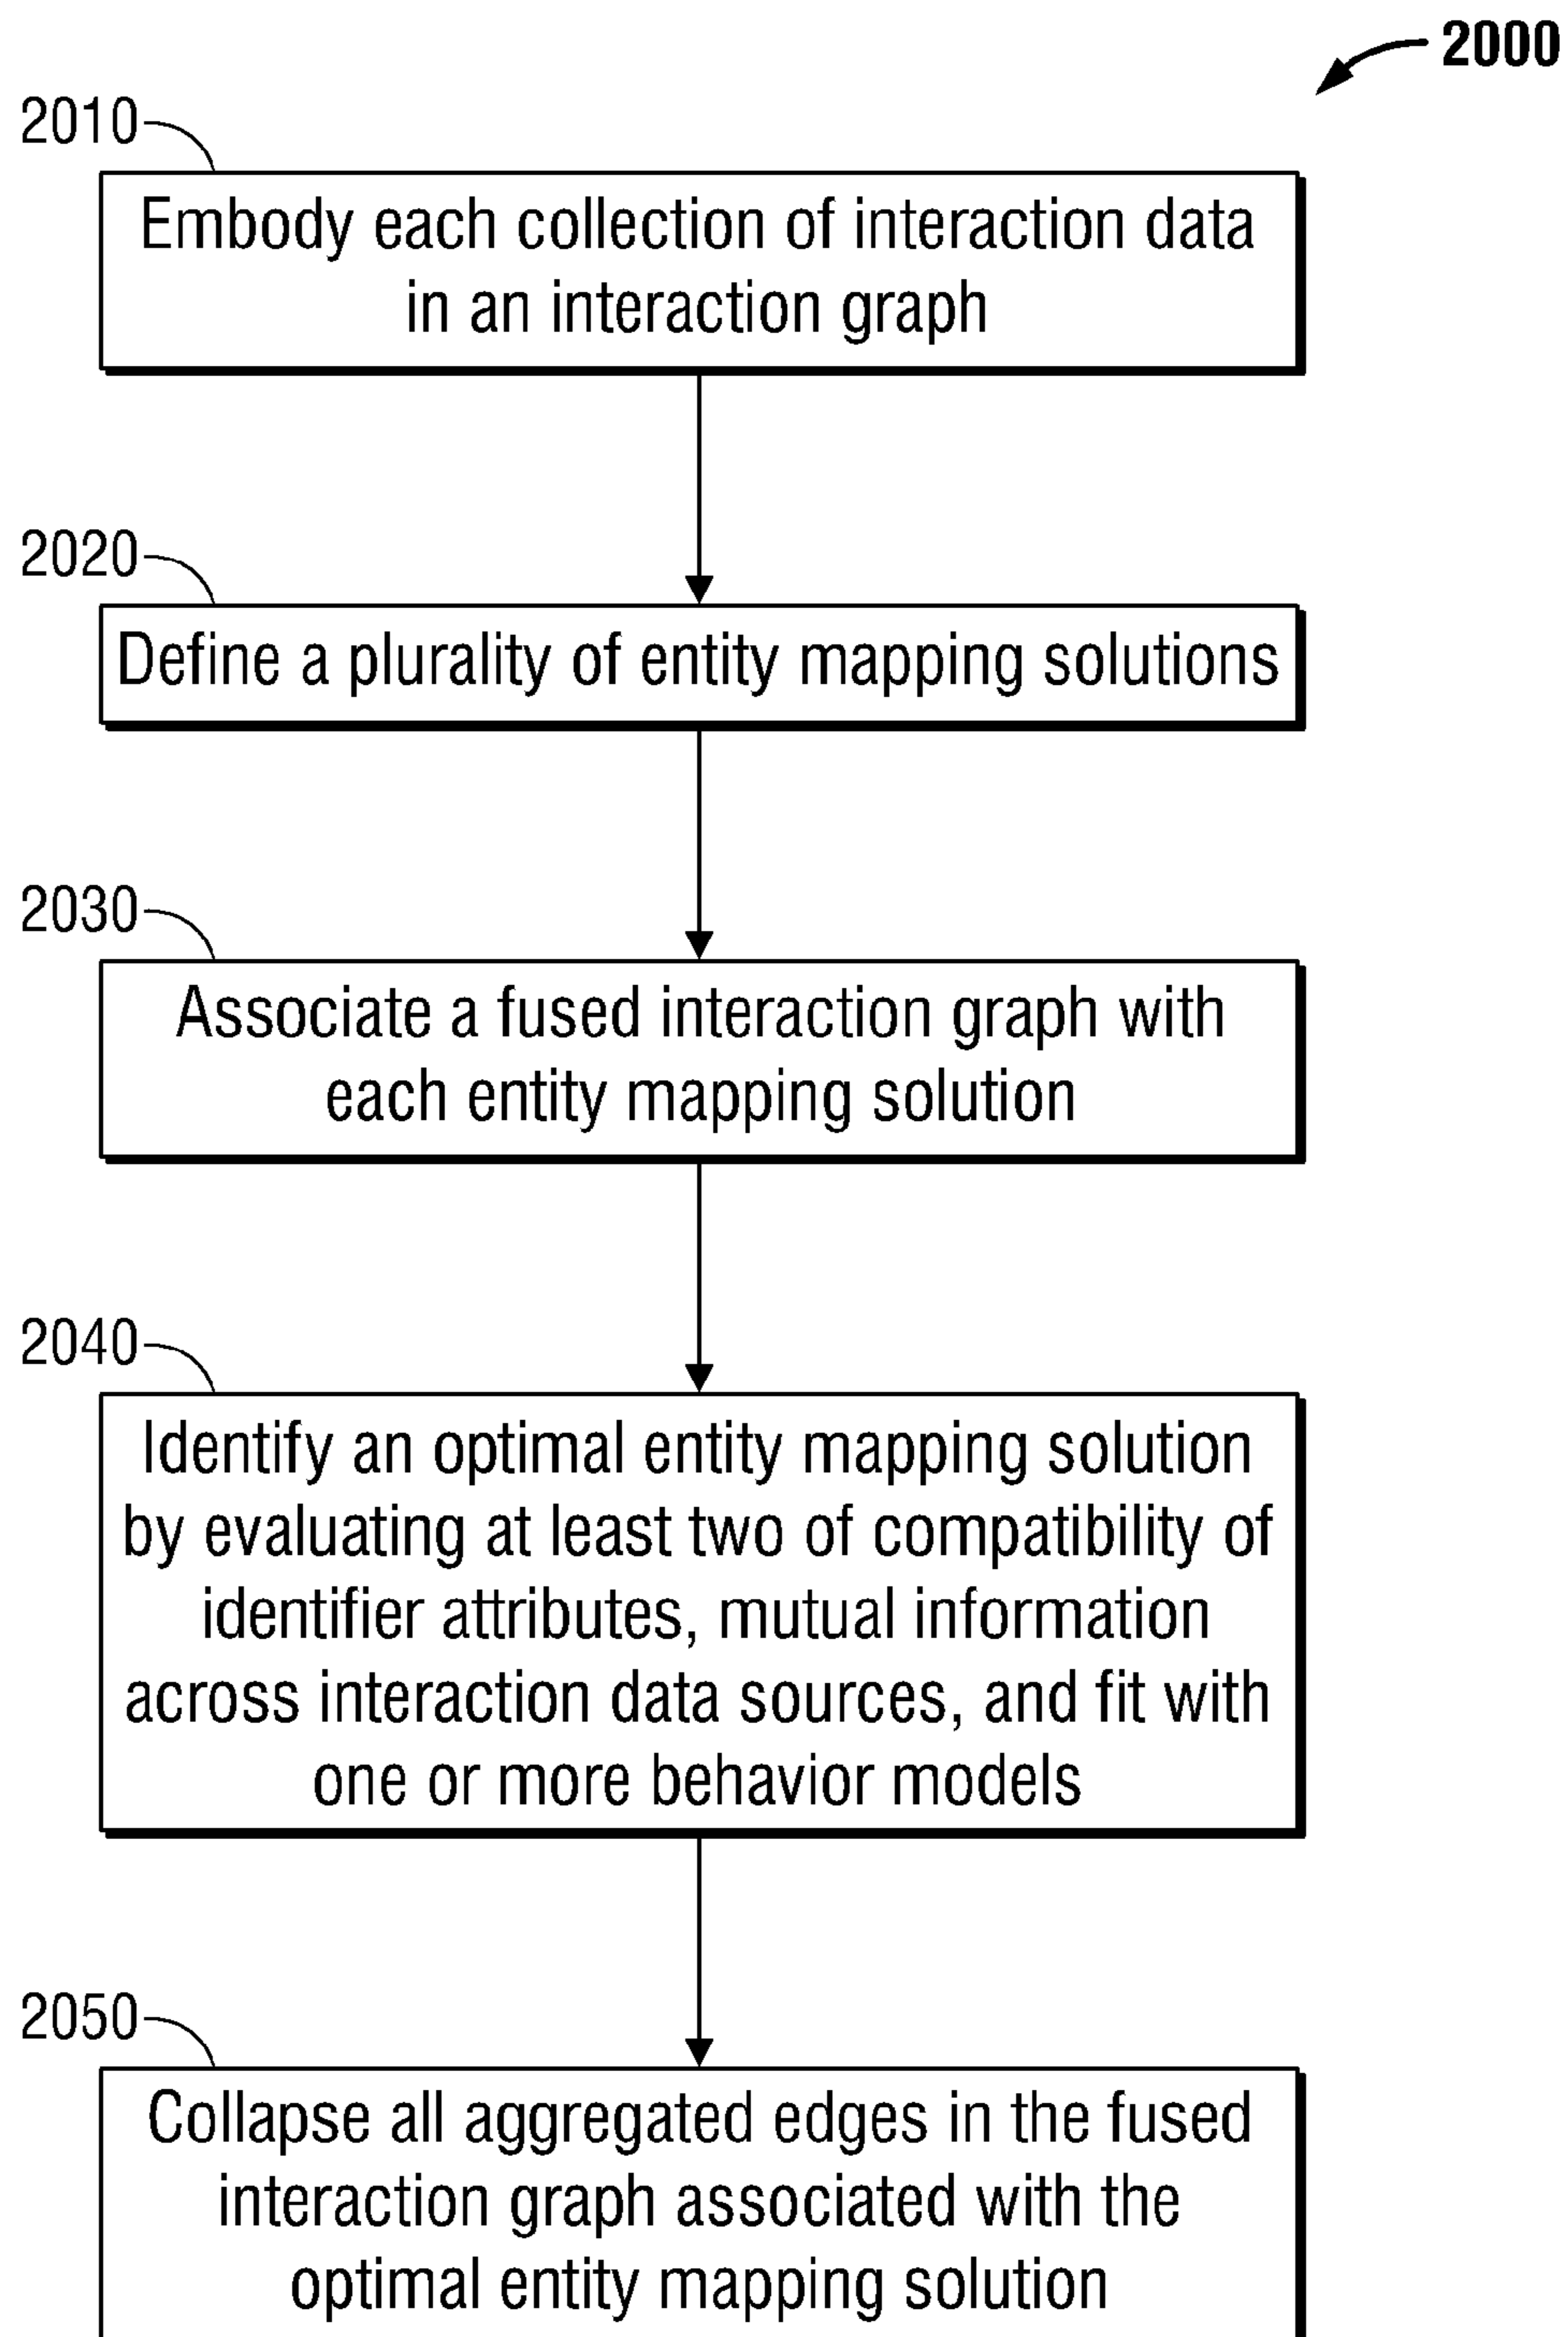 2000
2010
Embody each collection of interaction data
in an interaction graph
2020
Define a plurality of entity mapping solutions
2030
Associate a fused interaction graph with
each entity mapping solution
2040
Identify an optimal entity mapping solution
by evaluating at least two of compatibility of
identifier attributes, mutual information
across interaction data sources, and fit with
one or more behavior models
2050
Collapse all aggregated edges in the fused
interaction graph associated with the
optimal entity mapping solution